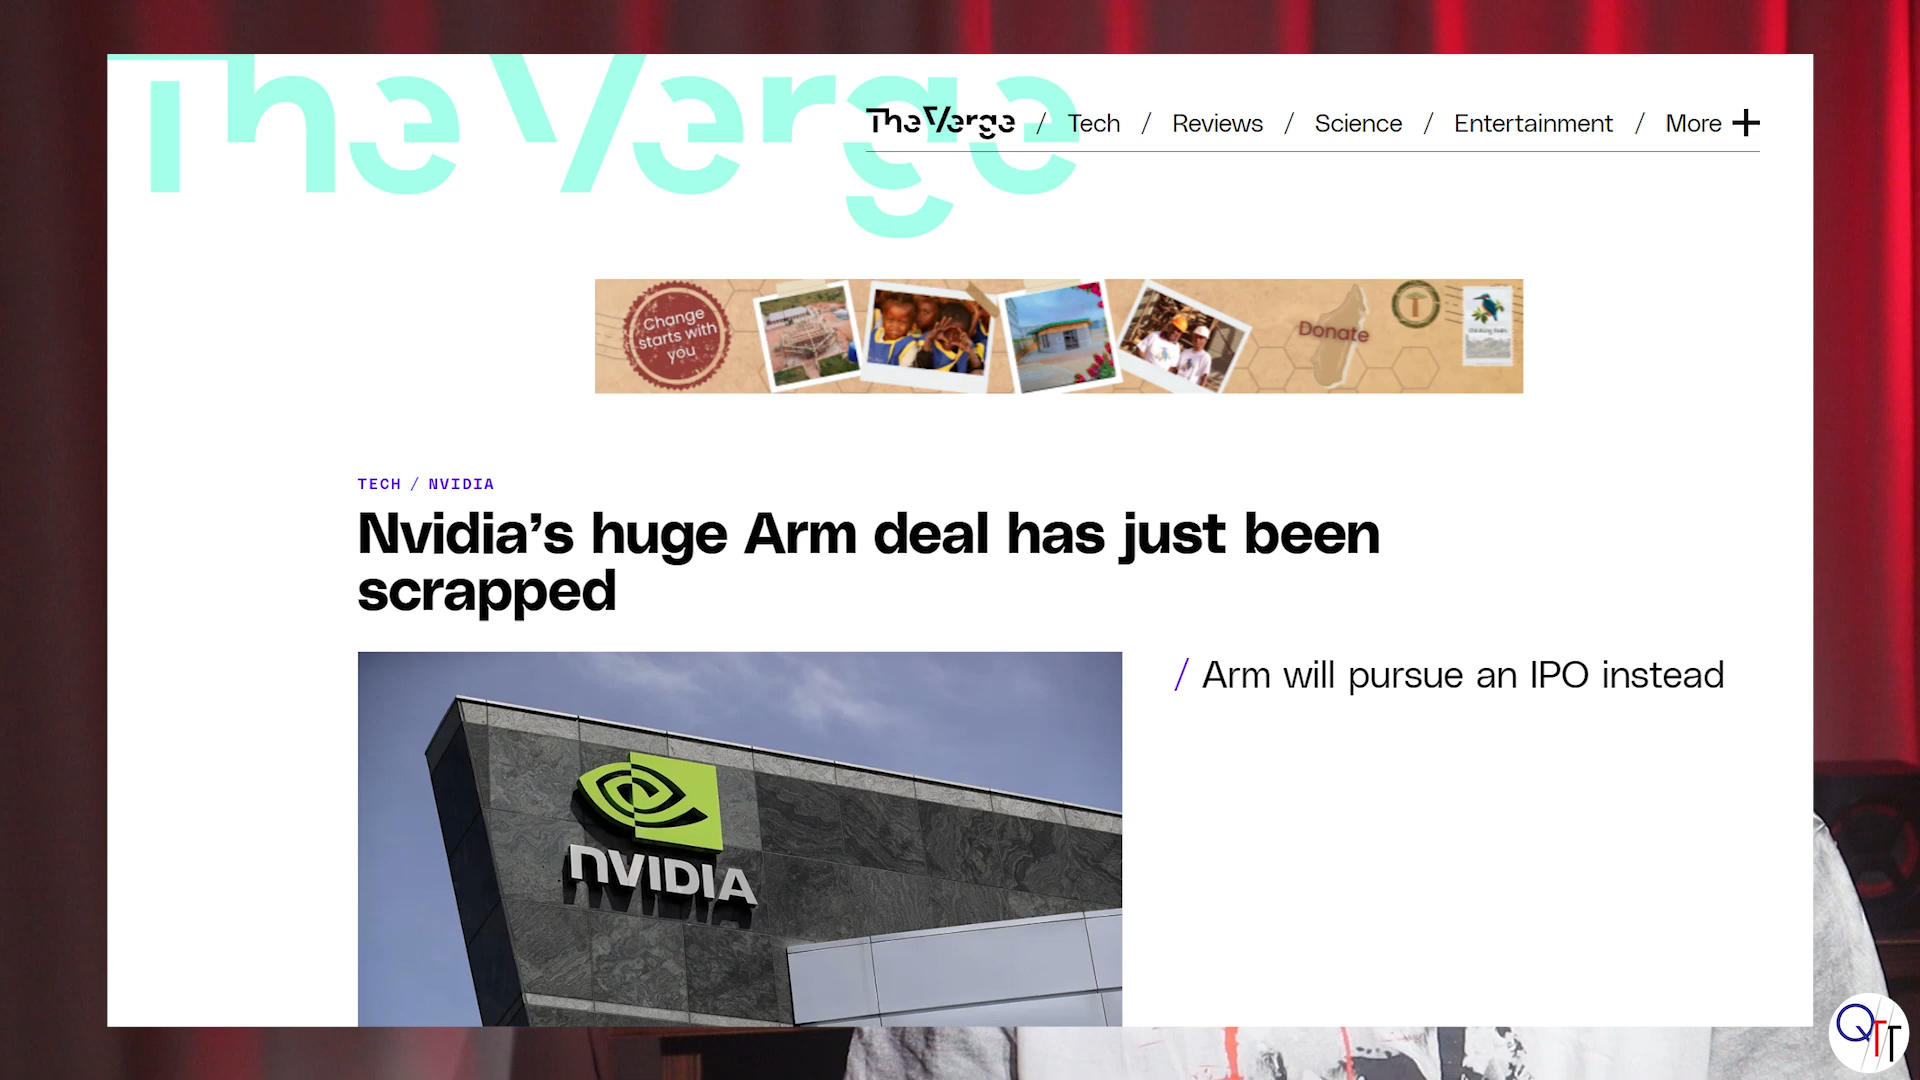 The Verge
The Verge / Tech / Reviews / Science / Entertainment / More +
Change
starts with
you
Donate
TECH / NVIDIA
Nvidia’s huge Arm deal has just been
scrapped
/ Arm will pursue an IPO instead
NVIDIA
QTT